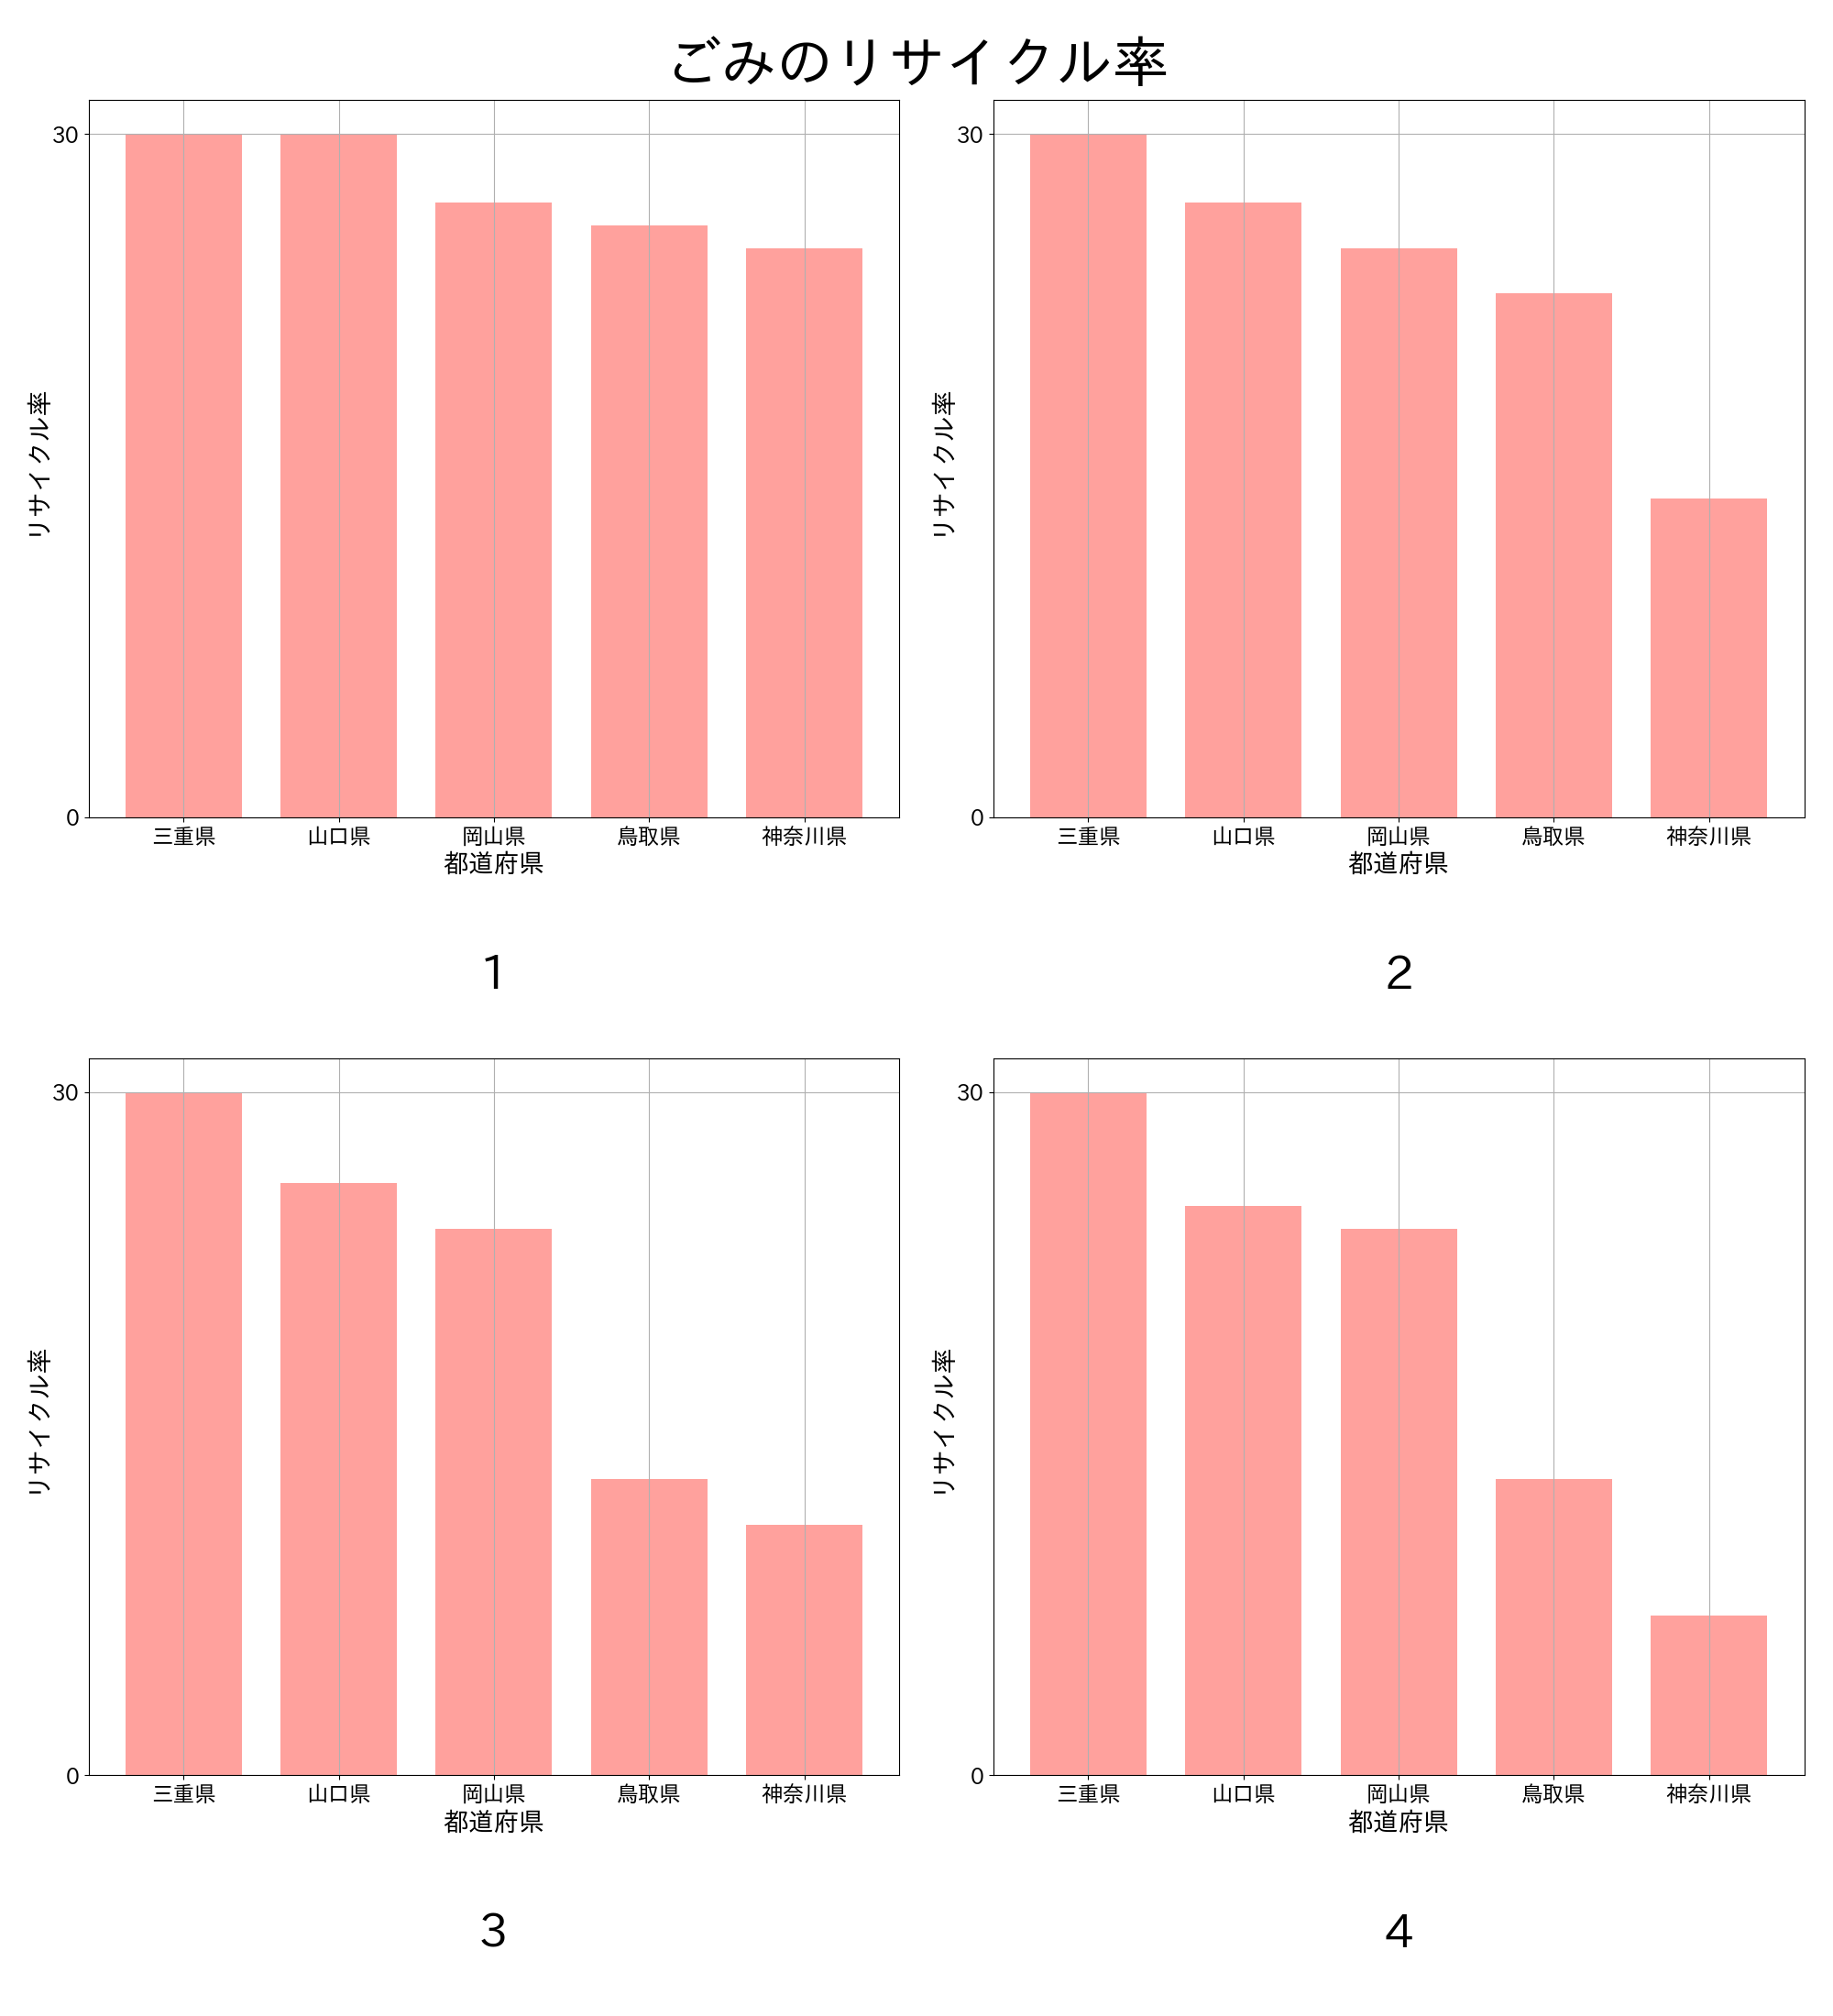 ごみのリサイクル率
30
0
リサイクル率
三重県 山口県 岡山県 鳥取県 神奈川県
都道府県
1
30
0
リサイクル率
三重県 山口県 岡山県 鳥取県 神奈川県
都道府県
2
30
0
リサイクル率
三重県 山口県 岡山県 鳥取県 神奈川県
都道府県
3
30
0
リサイクル率
三重県 山口県 岡山県 鳥取県 神奈川県
都道府県
4